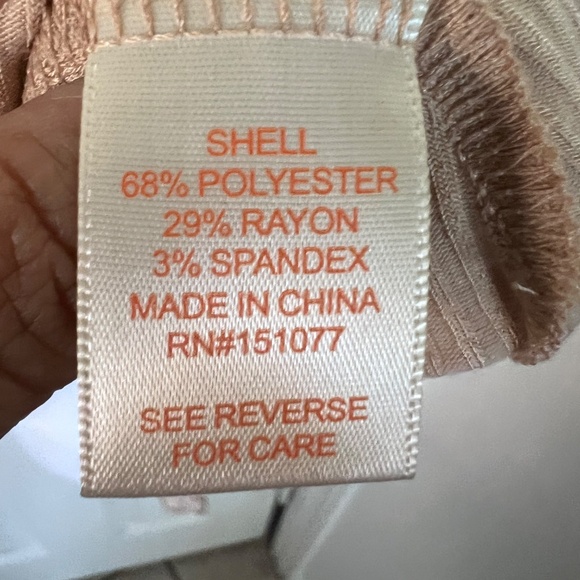 SHELL
68% POLYESTER
29% RAYON
3% SPANDEX
MADE IN CHINA
RN#151077
SEE REVERSE
FOR CARE